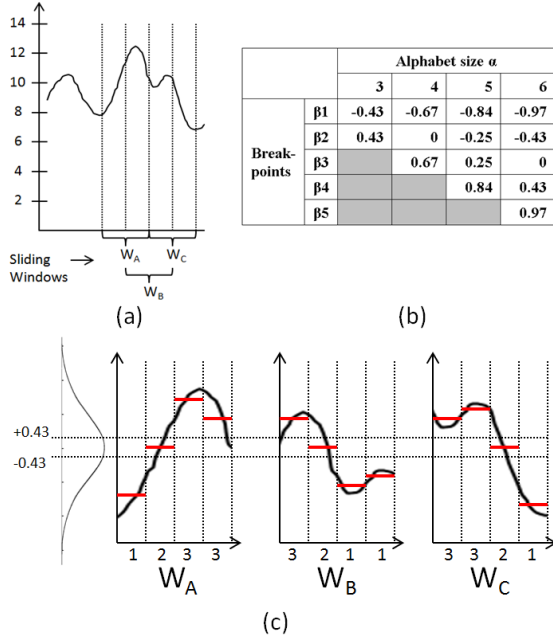 14
12
10
8
6
4
2
Sliding
Windows
W_A
W_C
W_B
(a)
Alphabet size α
3 4 5 6
Break-
points
β1 -0.43 -0.67 -0.84 -0.97
β2 0.43 0 -0.25 -0.43
β3 0.67 0.25 0
β4 0.84 0.43
β5 0.97
(b)
+0.43
-0.43
1 2 3 3
W_A
3 2 1 1
W_B
3 3 2 1
W_C
(c)